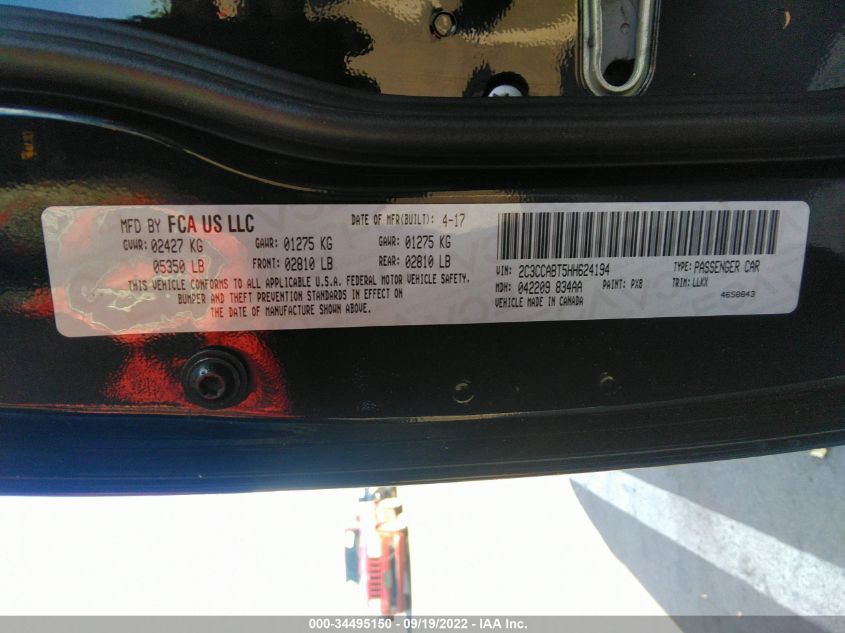 MFD BY FCA US LLC DATE OF MFR(BUILT): 4-17
GVWR: 02427 KG GAWR: 01275 KG GAWR: 01275 KG
05350 LB FRONT: 02810 LB REAR: 02810 LB
THIS VEHICLE CONFORMS TO ALL APPLICABLE U.S.A. FEDERAL MOTOR VEHICLE SAFETY,
BUMPER AND THEFT PREVENTION STANDARDS IN EFFECT ON
THE DATE OF MANUFACTURE SHOWN ABOVE.
VIN: 2C3CCABT5HH624194 TYPE: PASSENGER CAR
MDH: 042209 834AA PAINT: PX8 TRIM: LLKX
VEHICLE MADE IN CANADA 4650843
000-34495150 - 09/19/2022 - IAA Inc.